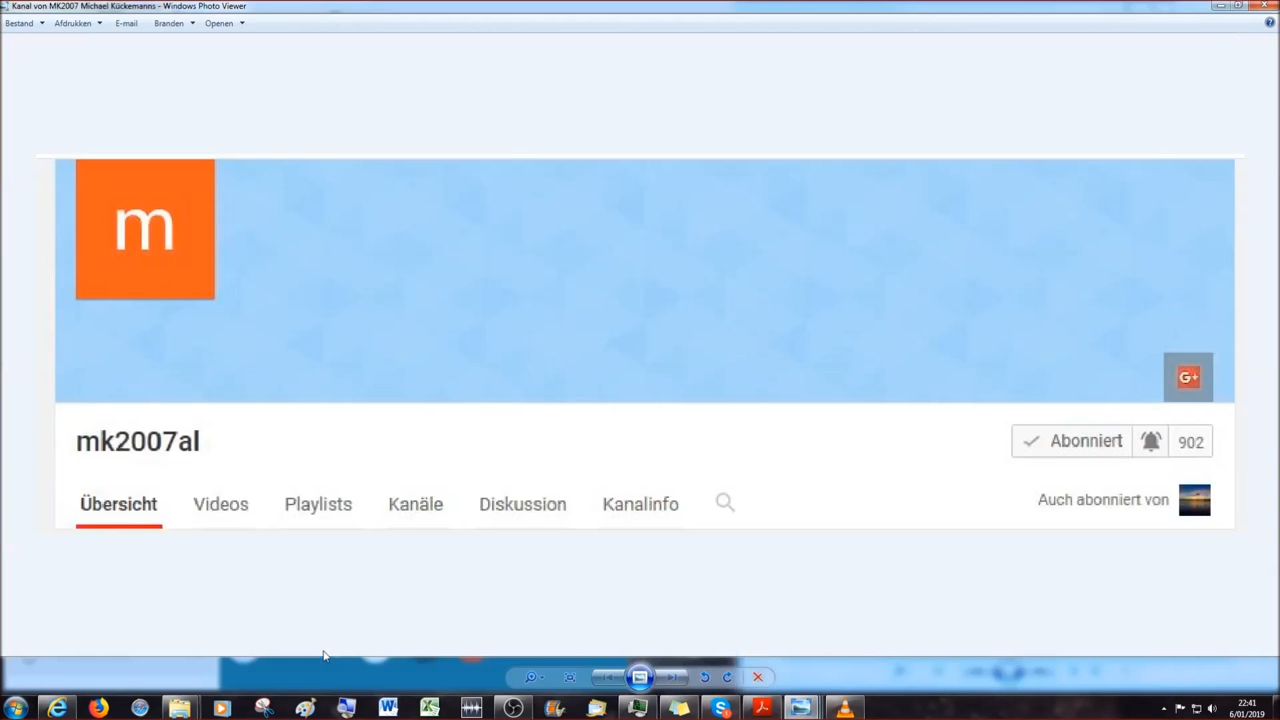 Kanal von MK2007 Michael Kückemanns - Windows Photo Viewer
Bestand Afdrukken E-mail Branden Openen
m
G+
mk2007al
Abonniert 902
Übersicht Videos Playlists Kanäle Diskussion Kanalinfo
Auch abonniert von
22:41
6/01/2019